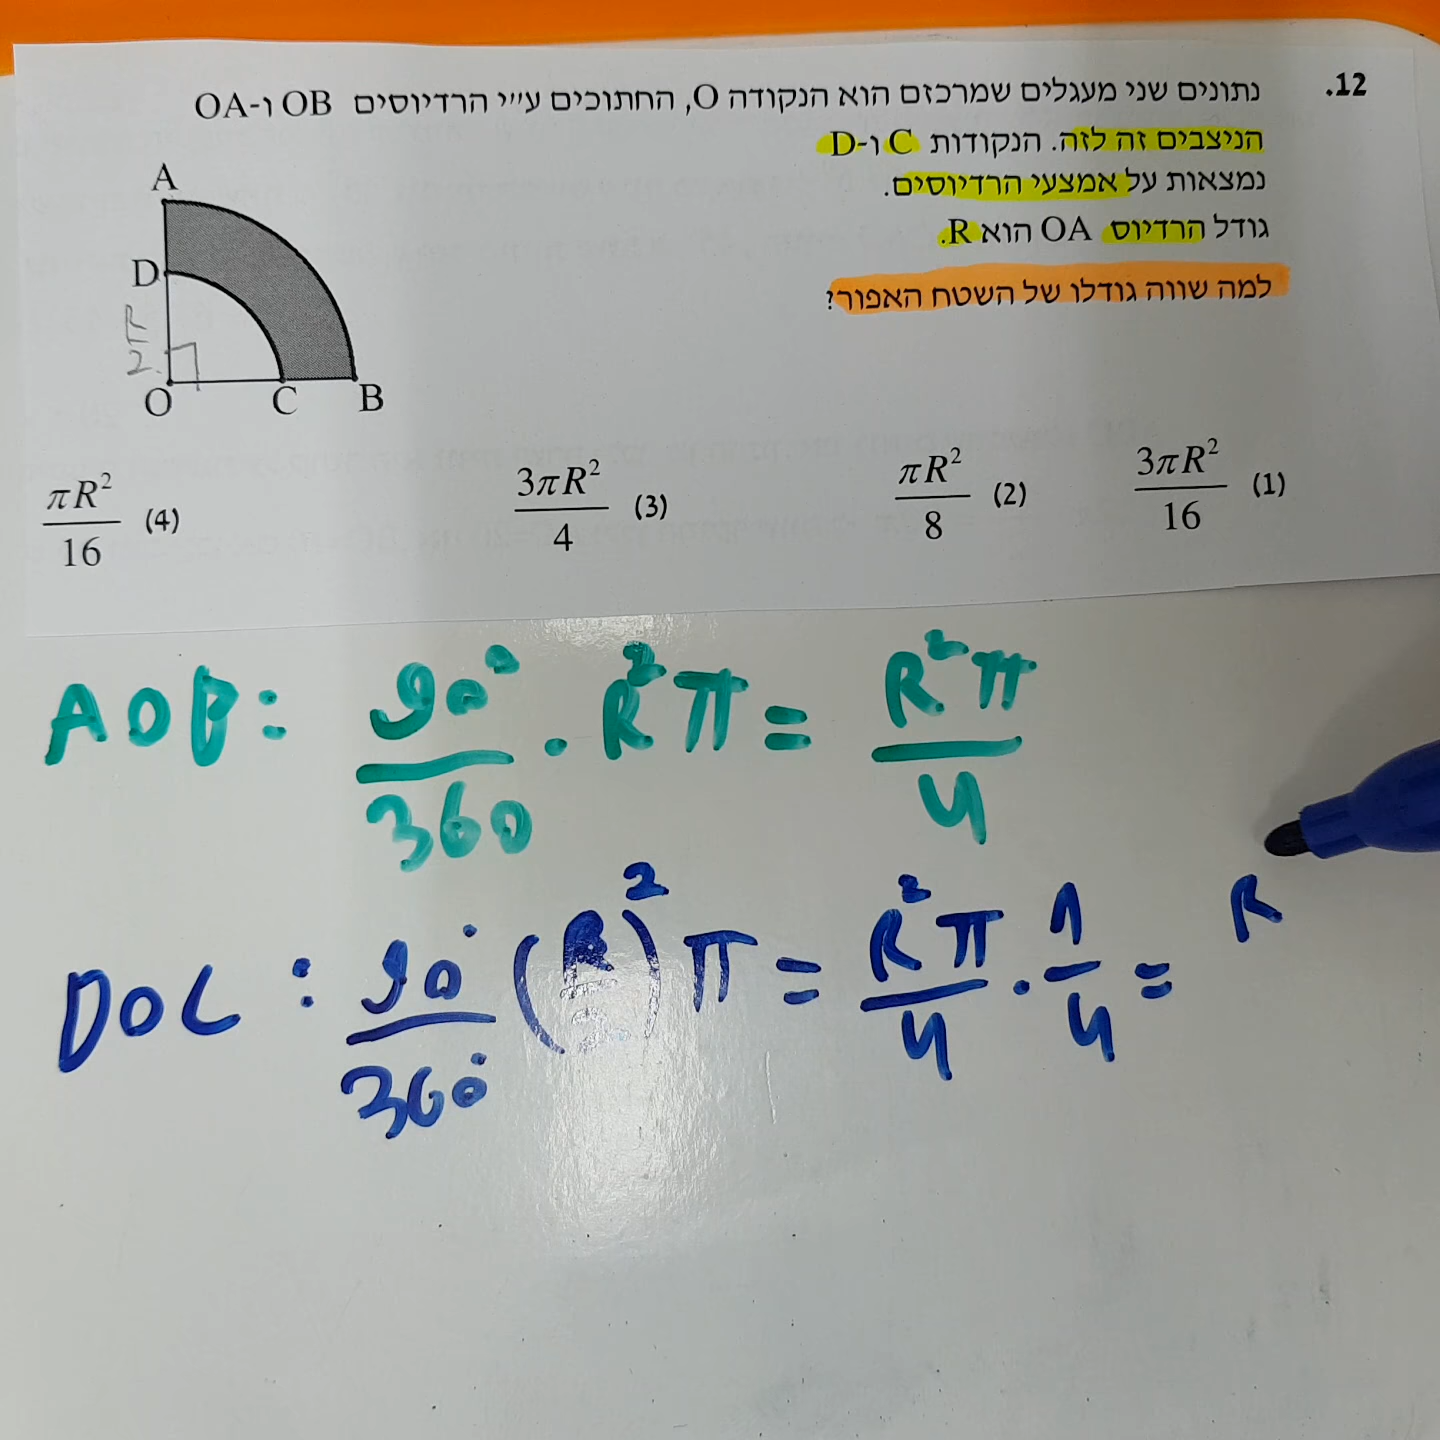 12. נתונים שני מעגלים שמרכזם הוא הנקודה O, החתוכים ע״י הרדיוסים OB ו-OA
הניצבים זה לזה. הנקודות C ו-D
נמצאות על אמצעי הרדיוסים.
גודל הרדיוס OA הוא R.
למה שווה גודלו של השטח האפור?
A
D
R/2
O C B
(1) 3πR²/16 (2) πR²/8 (3) 3πR²/4 (4) πR²/16
AOB: 90°/360 · R²π = R²π/4
DOC: 90°/360° (R/2)² π = R²π/4 · 1/4 = R